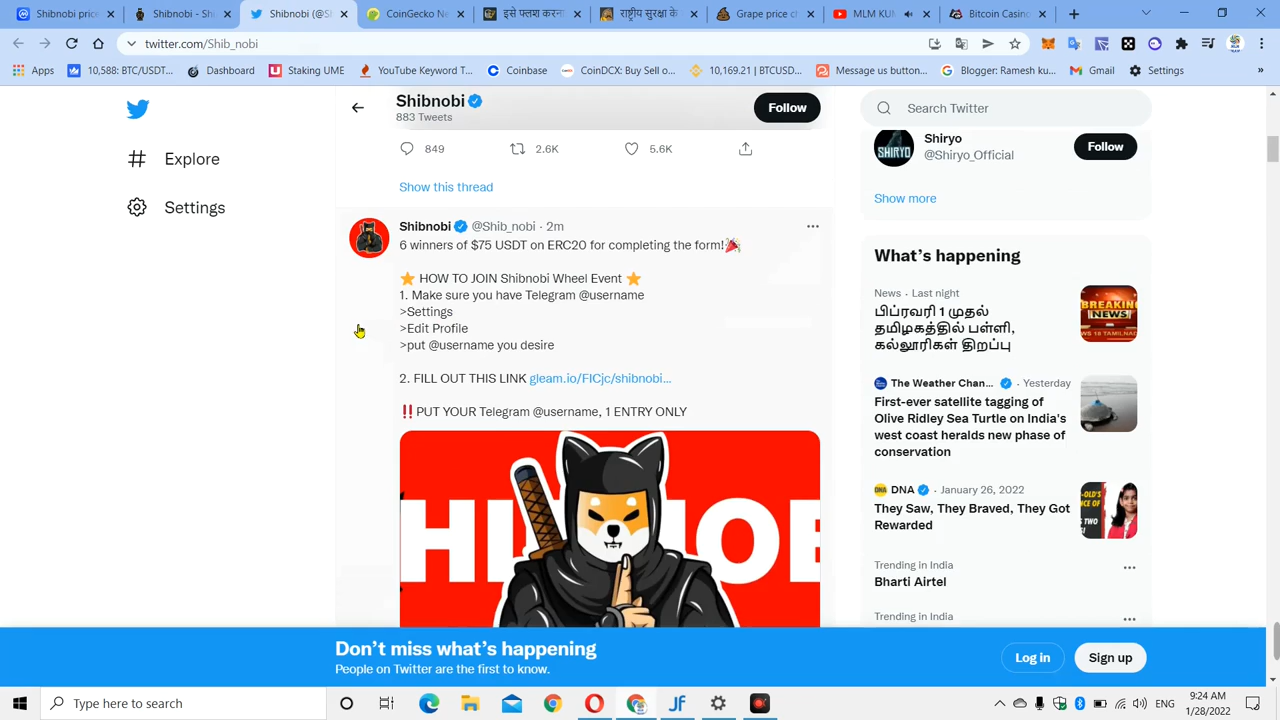 Shibnobi pric
Shibnobi - Sh
Shibnobi (@S
इसे फ्लश करना
राष्ट्रीय सुरक्षा के
Grape price c
MLM KUN
twitter.com/Shib_nobi
Apps
10,588: BTC/USDT...
Dashboard
Staking UME
YouTube Keyword T...
Coinbase
CoinDCX: Buy Sell o...
10,169.21 | BTCUSD...
Message us button...
Blogger: Ramesh ku...
Gmail
Settings
»
Explore
Settings
Shibnobi
883 Tweets
Follow
849
2.6K
5.6K
Show this thread
Shibnobi @Shib_nobi · 2m
6 winners of $75 USDT on ERC20 for completing the form!🎉
⭐ HOW TO JOIN Shibnobi Wheel Event ⭐
1. Make sure you have Telegram @username
>Settings
>Edit Profile
>put @username you desire
2. FILL OUT THIS LINK gleam.io/FICjc/shibnobi...
‼️PUT YOUR Telegram @username, 1 ENTRY ONLY
Search Twitter
SHIRYO
Shiryo
@Shiryo_Official
Follow
Show more
What's happening
News · Last night
பிப்ரவரி 1 முதல்
தமிழகத்தில் பள்ளி,
கல்லூரிகள் திறப்பு
BREAKING
NEWS
The Weather Chan... · Yesterday
First-ever satellite tagging of
Olive Ridley Sea Turtle on India's
west coast heralds new phase of
conservation
DNA · January 26, 2022
They Saw, They Braved, They Got
Rewarded
Trending in India
Bharti Airtel
Trending in India
Don't miss what's happening
People on Twitter are the first to know.
Log in
Sign up
Type here to search
ENG
9:24 AM
1/28/2022